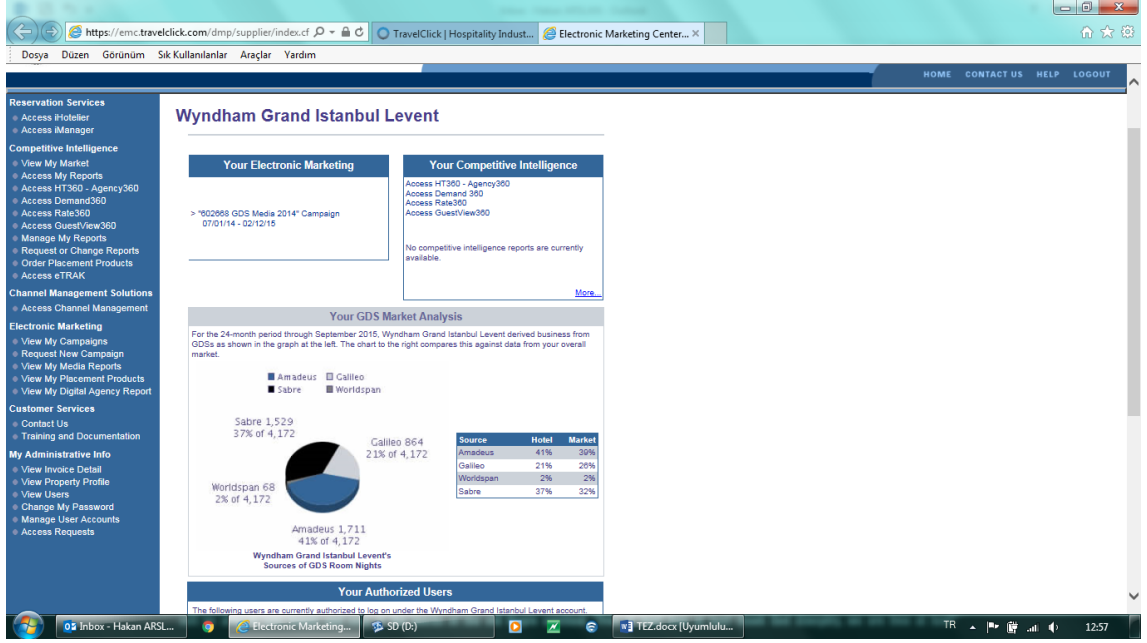 https://emc.travelclick.com/dmp/supplier/index.cf
TravelClick | Hospitality Indust...
Electronic Marketing Center...
Dosya Düzen Görünüm Sık Kullanılanlar Araçlar Yardım
HOME CONTACT US HELP LOGOUT
Reservation Services
Access iHotelier
Access iManager
Competitive Intelligence
View My Market
Access My Reports
Access HT360 - Agency360
Access Demand360
Access Rate360
Access GuestView360
Manage My Reports
Request or Change Reports
Order Placement Products
Access eTRAK
Channel Management Solutions
Access Channel Management
Electronic Marketing
View My Campaigns
Request New Campaign
View My Media Reports
View My Placement Products
View My Digital Agency Report
Customer Services
Contact Us
Training and Documentation
My Administrative Info
View Invoice Detail
View Property Profile
View Users
Change My Password
Manage User Accounts
Access Requests
Wyndham Grand Istanbul Levent
Your Electronic Marketing
> "602668 GDS Media 2014" Campaign
07/01/14 - 02/12/15
Your Competitive Intelligence
Access HT360 - Agency360
Access Demand 360
Access Rate360
Access GuestView360
No competitive intelligence reports are currently
available.
More...
Your GDS Market Analysis
For the 24-month period through September 2015, Wyndham Grand Istanbul Levent derived business from
GDSs as shown in the graph at the left. The chart to the right compares this against data from your overall
market.
Amadeus Galileo
Sabre Worldspan
Sabre 1,529
37% of 4,172
Galileo 864
21% of 4,172
Worldspan 68
2% of 4,172
Amadeus 1,711
41% of 4,172
Wyndham Grand Istanbul Levent's
Sources of GDS Room Nights
Source Hotel Market
Amadeus 41% 39%
Galileo 21% 26%
Worldspan 2% 2%
Sabre 37% 32%
Your Authorized Users
The following users are currently authorized to log on under the Wyndham Grand Istanbul Levent account.
Inbox - Hakan ARSL...
Electronic Marketing...
SD (D:)
TEZ.docx [Uyumlulu...
TR
12:57